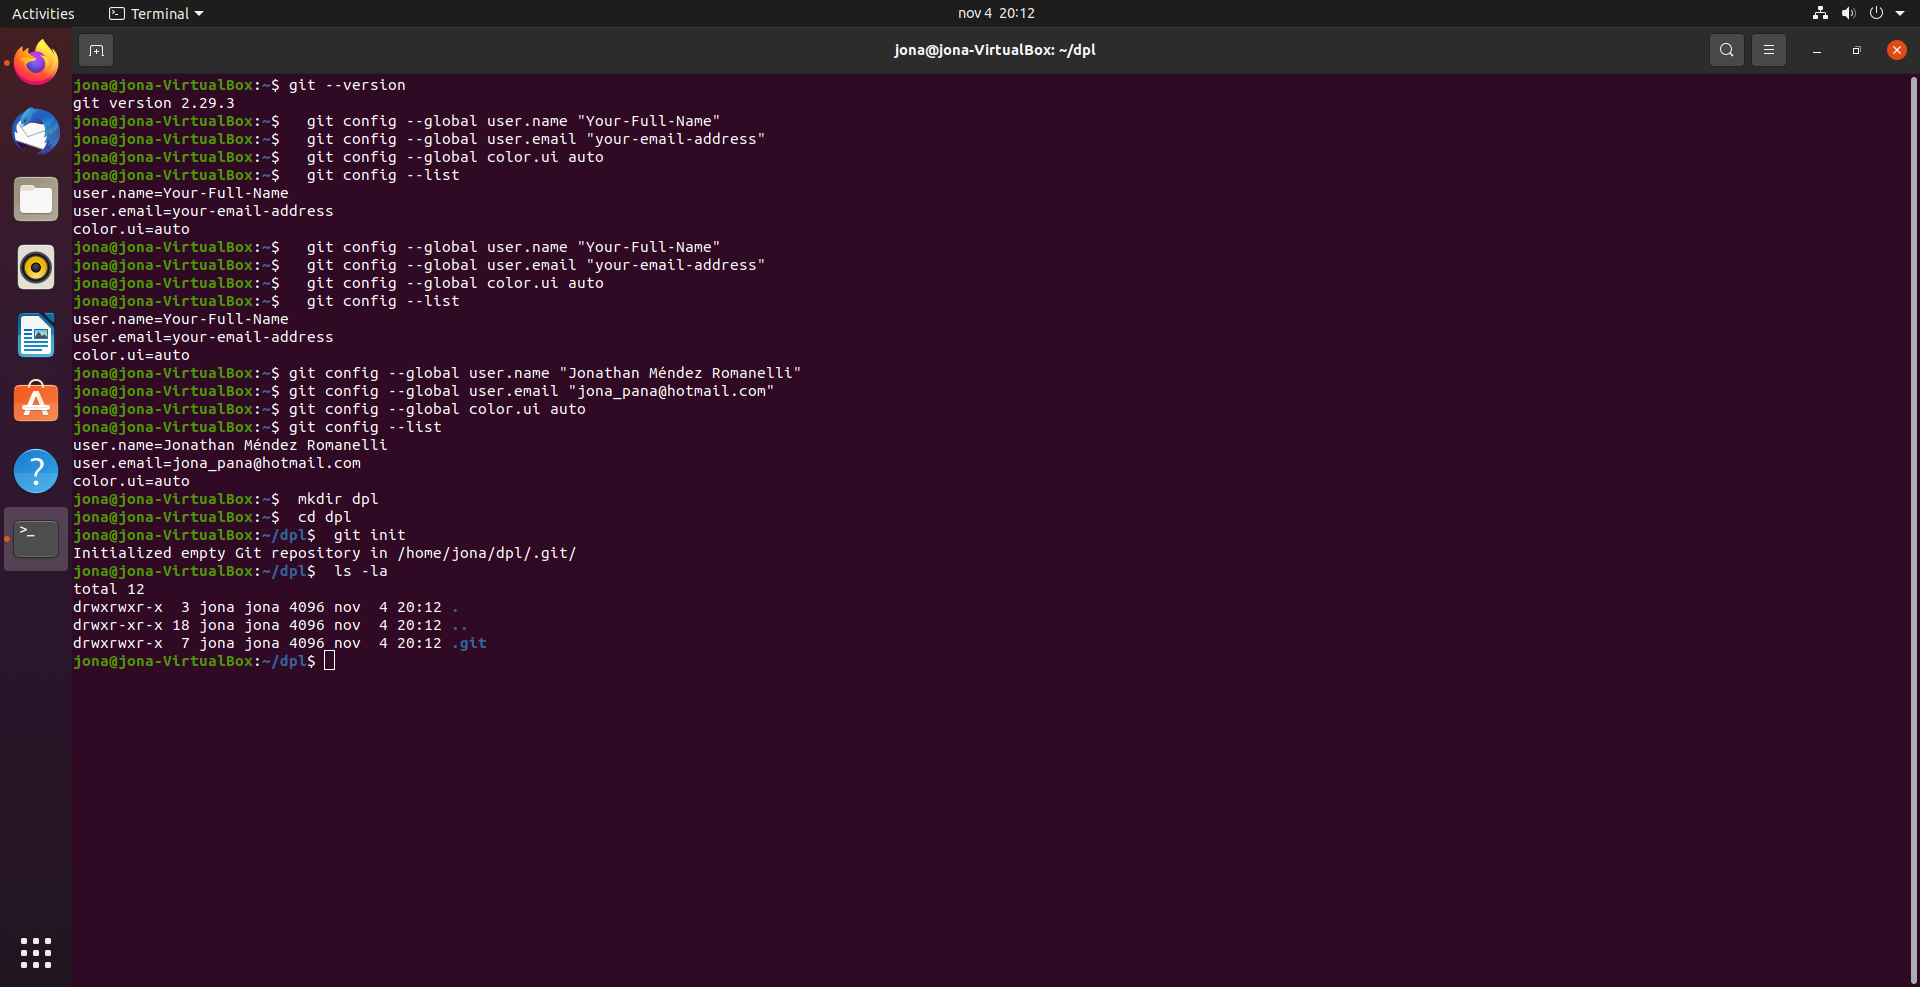 Activities
Terminal
nov 4 20:12
jona@jona-VirtualBox: ~/dpl
jona@jona-VirtualBox:~$ git --version
git version 2.29.3
jona@jona-VirtualBox:~$   git config --global user.name "Your-Full-Name"
jona@jona-VirtualBox:~$   git config --global user.email "your-email-address"
jona@jona-VirtualBox:~$   git config --global color.ui auto
jona@jona-VirtualBox:~$   git config --list
user.name=Your-Full-Name
user.email=your-email-address
color.ui=auto
jona@jona-VirtualBox:~$   git config --global user.name "Your-Full-Name"
jona@jona-VirtualBox:~$   git config --global user.email "your-email-address"
jona@jona-VirtualBox:~$   git config --global color.ui auto
jona@jona-VirtualBox:~$   git config --list
user.name=Your-Full-Name
user.email=your-email-address
color.ui=auto
jona@jona-VirtualBox:~$ git config --global user.name "Jonathan Méndez Romanelli"
jona@jona-VirtualBox:~$ git config --global user.email "jona_pana@hotmail.com"
jona@jona-VirtualBox:~$ git config --global color.ui auto
jona@jona-VirtualBox:~$ git config --list
user.name=Jonathan Méndez Romanelli
user.email=jona_pana@hotmail.com
color.ui=auto
jona@jona-VirtualBox:~$  mkdir dpl
jona@jona-VirtualBox:~$  cd dpl
jona@jona-VirtualBox:~/dpl$  git init
Initialized empty Git repository in /home/jona/dpl/.git/
jona@jona-VirtualBox:~/dpl$  ls -la
total 12
drwxrwxr-x  3 jona jona 4096 nov  4 20:12 .
drwxr-xr-x 18 jona jona 4096 nov  4 20:12 ..
drwxrwxr-x  7 jona jona 4096 nov  4 20:12 .git
jona@jona-VirtualBox:~/dpl$